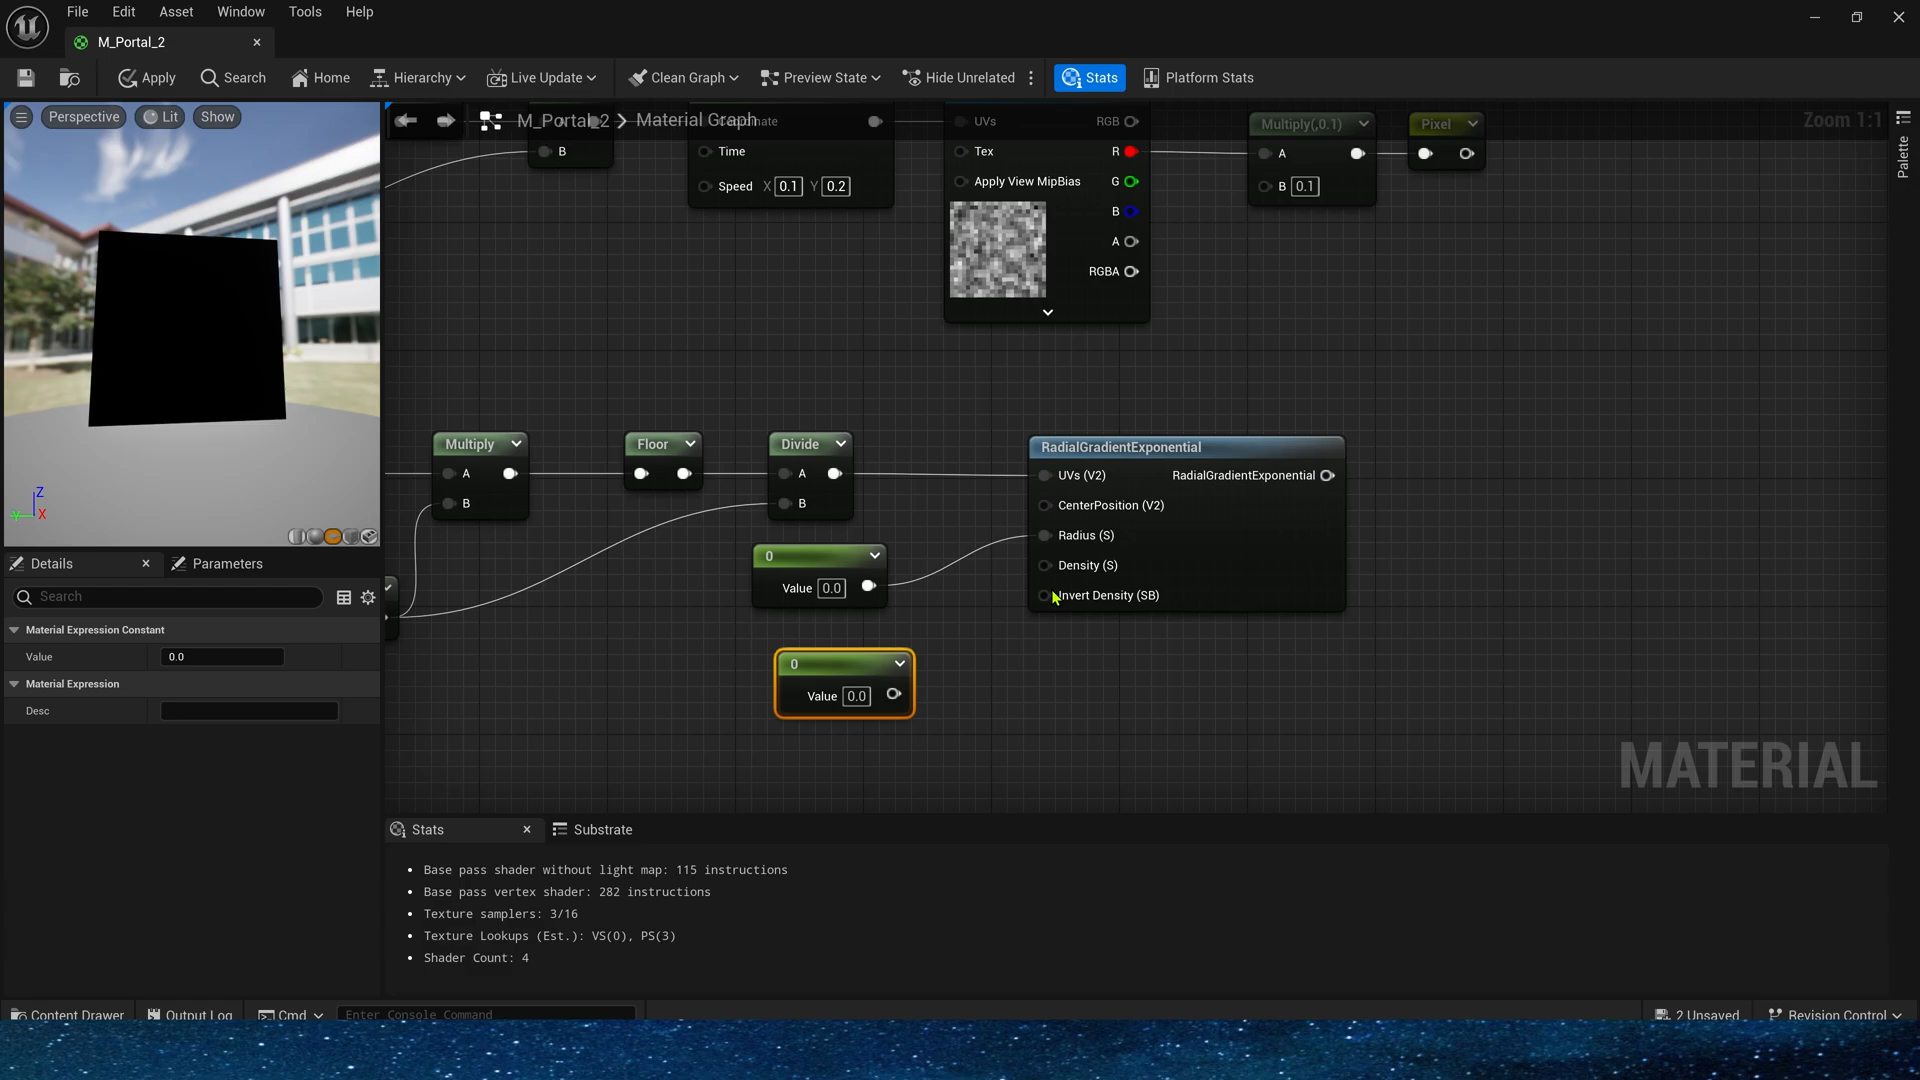 File Edit Asset Window Tools Help
M_Portal_2
Apply Search Home Hierarchy Live Update Clean Graph Preview State Hide Unrelated Stats Platform Stats
Perspective Lit Show
M_Portal_2 > Material Graph
Zoom 1:1
Palette
B
Time
Speed X 0.1 Y 0.2
UVs RGB
Tex R
Apply View MipBias G
B
A
RGBA
Multiply(,0.1)
A
B 0.1
Pixel
Multiply
A
B
Floor
Divide
A
B
RadialGradientExponential
UVs (V2) RadialGradientExponential
CenterPosition (V2)
Radius (S)
Density (S)
Invert Density (SB)
0
Value 0.0
0
Value 0.0
Z
X
Details Parameters
Search
Material Expression Constant
Value 0.0
Material Expression
Desc
MATERIAL
Stats Substrate
• Base pass shader without light map: 115 instructions
• Base pass vertex shader: 282 instructions
• Texture samplers: 3/16
• Texture Lookups (Est.): VS(0), PS(3)
• Shader Count: 4
Content Drawer Output Log Cmd Enter Console Command 2 Unsaved Revision Control